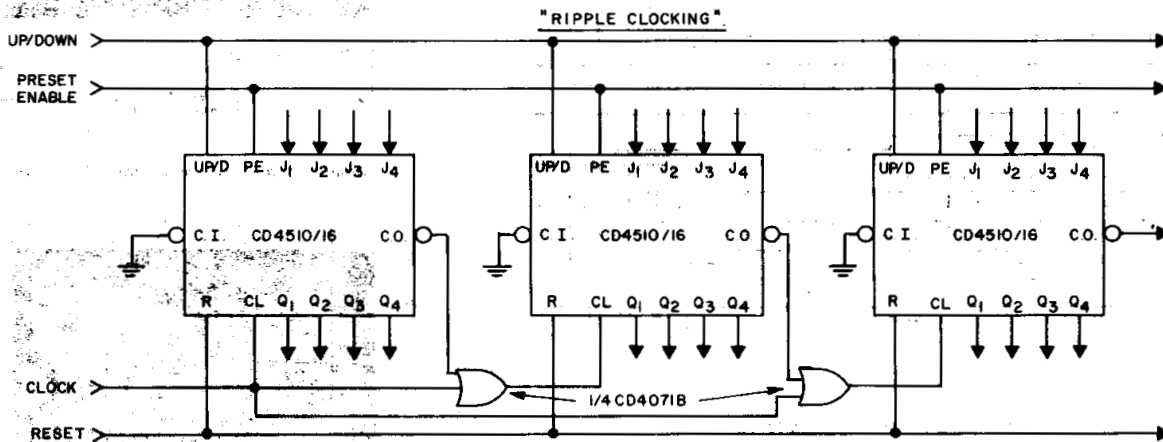 "RIPPLE CLOCKING".
UP/DOWN
PRESET
ENABLE
UP/D PE J1 J2 J3 J4
UP/D PE J1 J2 J3 J4
UP/D PE J1 J2 J3 J4
C.I. CD4510/16 C.O.
C.I. CD4510/16 C.O.
C.I. CD4510/16 C.O.
R CL Q1 Q2 Q3 Q4
R CL Q1 Q2 Q3 Q4
R CL Q1 Q2 Q3 Q4
CLOCK
1/4 CD4071B
RESET